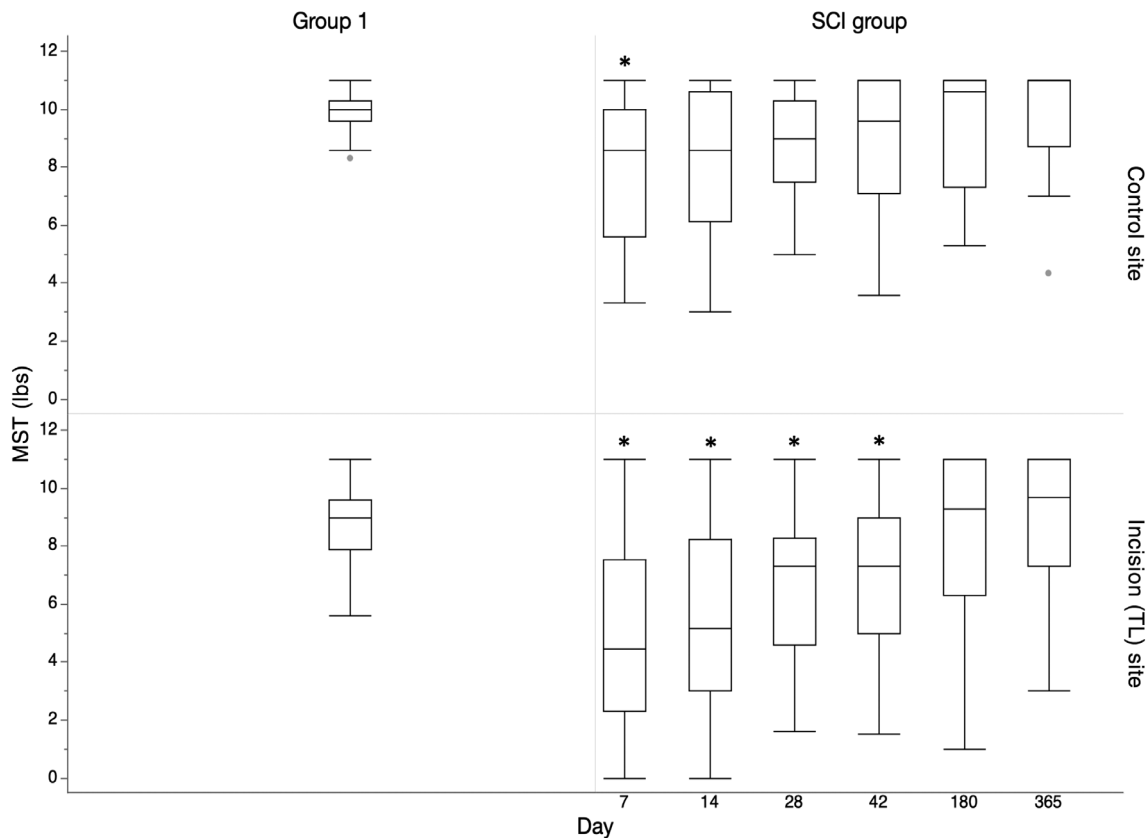 Group 1 SCI group
12
*
10
8
6
4
2
0
Control site
MST (lbs)
12
* * * *
10
8
6
4
2
0
Incision (TL) site
7 14 28 42 180 365
Day